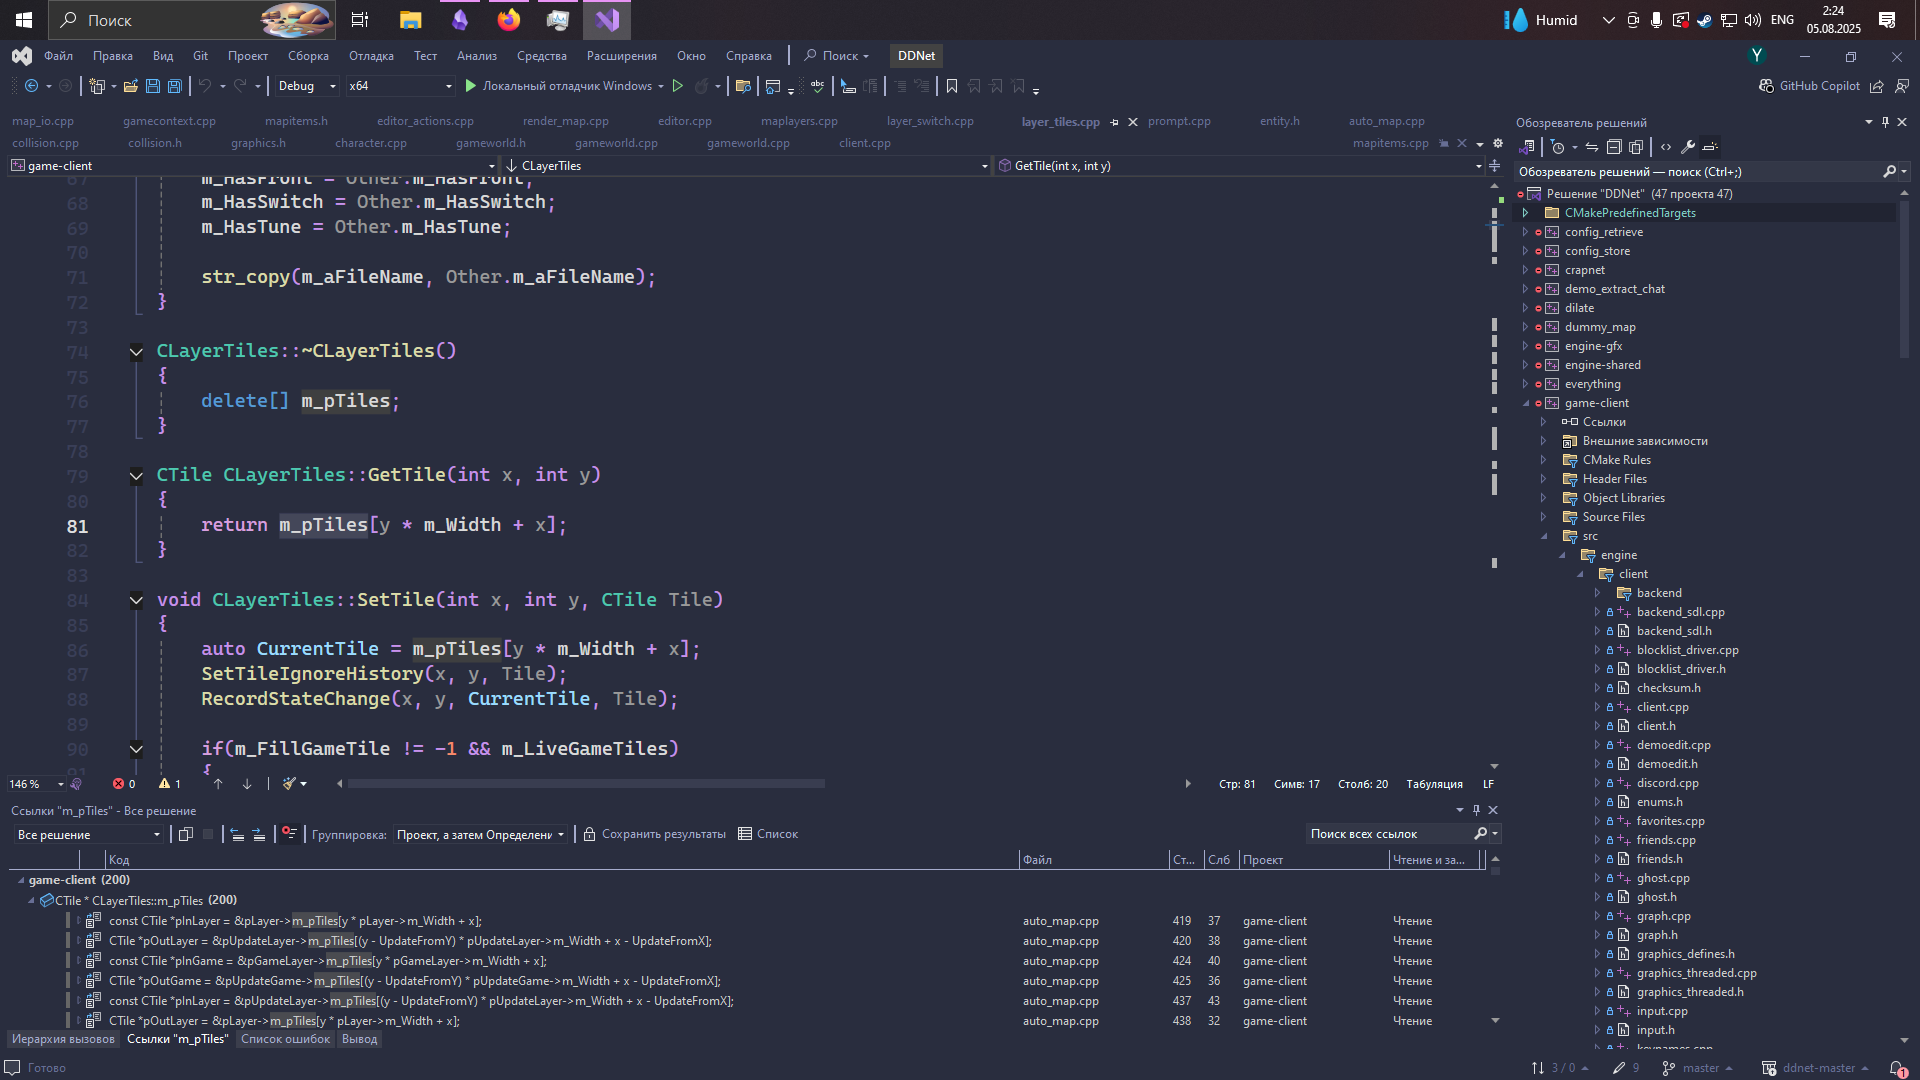 Поиск
Humid
ENG
2:24
05.08.2025
Файл Правка Вид Git Проект Сборка Отладка Тест Анализ Средства Расширения Окно Справка Поиск DDNet
Y
Debug x64 Локальный отладчик Windows GitHub Copilot
map_io.cpp gamecontext.cpp mapitems.h editor_actions.cpp render_map.cpp editor.cpp maplayers.cpp layer_switch.cpp layer_tiles.cpp prompt.cpp entity.h auto_map.cpp
collision.cpp collision.h graphics.h character.cpp gameworld.h gameworld.cpp gameworld.cpp client.cpp mapitems.cpp
game-client CLayerTiles GetTile(int x, int y)
67 m_HasFront = Other.m_HasFront;
68 m_HasSwitch = Other.m_HasSwitch;
69 m_HasTune = Other.m_HasTune;
70
71 str_copy(m_aFileName, Other.m_aFileName);
72 }
73
74 CLayerTiles::~CLayerTiles()
75 {
76 delete[] m_pTiles;
77 }
78
79 CTile CLayerTiles::GetTile(int x, int y)
80 {
81 return m_pTiles[y * m_Width + x];
82 }
83
84 void CLayerTiles::SetTile(int x, int y, CTile Tile)
85 {
86 auto CurrentTile = m_pTiles[y * m_Width + x];
87 SetTileIgnoreHistory(x, y, Tile);
88 RecordStateChange(x, y, CurrentTile, Tile);
89
90 if(m_FillGameTile != -1 && m_LiveGameTiles)
91 {
146 % 0 1 Стр: 81 Симв: 17 Столб: 20 Табуляция LF
Ссылки "m_pTiles" - Все решение
Все решение Группировка: Проект, а затем Определени Сохранить результаты Список Поиск всех ссылок
Код Файл Ст... Слб Проект Чтение и за...
game-client (200)
CTile * CLayerTiles::m_pTiles (200)
const CTile *pInLayer = &pLayer->m_pTiles[y * pLayer->m_Width + x]; auto_map.cpp 419 37 game-client Чтение
CTile *pOutLayer = &pUpdateLayer->m_pTiles[(y - UpdateFromY) * pUpdateLayer->m_Width + x - UpdateFromX]; auto_map.cpp 420 38 game-client Чтение
const CTile *pInGame = &pGameLayer->m_pTiles[y * pGameLayer->m_Width + x]; auto_map.cpp 424 40 game-client Чтение
CTile *pOutGame = &pUpdateGame->m_pTiles[(y - UpdateFromY) * pUpdateGame->m_Width + x - UpdateFromX]; auto_map.cpp 425 36 game-client Чтение
const CTile *pInLayer = &pUpdateLayer->m_pTiles[(y - UpdateFromY) * pUpdateLayer->m_Width + x - UpdateFromX]; auto_map.cpp 437 43 game-client Чтение
CTile *pOutLayer = &pLayer->m_pTiles[y * pLayer->m_Width + x]; auto_map.cpp 438 32 game-client Чтение
Иерархия вызовов Ссылки "m_pTiles" Список ошибок Вывод
Обозреватель решений
Обозреватель решений — поиск (Ctrl+;)
Решение "DDNet" (47 проекта 47)
CMakePredefinedTargets
config_retrieve
config_store
crapnet
demo_extract_chat
dilate
dummy_map
engine-gfx
engine-shared
everything
game-client
Ссылки
Внешние зависимости
CMake Rules
Header Files
Object Libraries
Source Files
src
engine
client
backend
backend_sdl.cpp
backend_sdl.h
blocklist_driver.cpp
blocklist_driver.h
checksum.h
client.cpp
client.h
demoedit.cpp
demoedit.h
discord.cpp
enums.h
favorites.cpp
friends.cpp
friends.h
ghost.cpp
ghost.h
graph.cpp
graph.h
graphics_defines.h
graphics_threaded.cpp
graphics_threaded.h
input.cpp
input.h
keynames.cpp
Готово 3 / 0 9 master ddnet-master 1